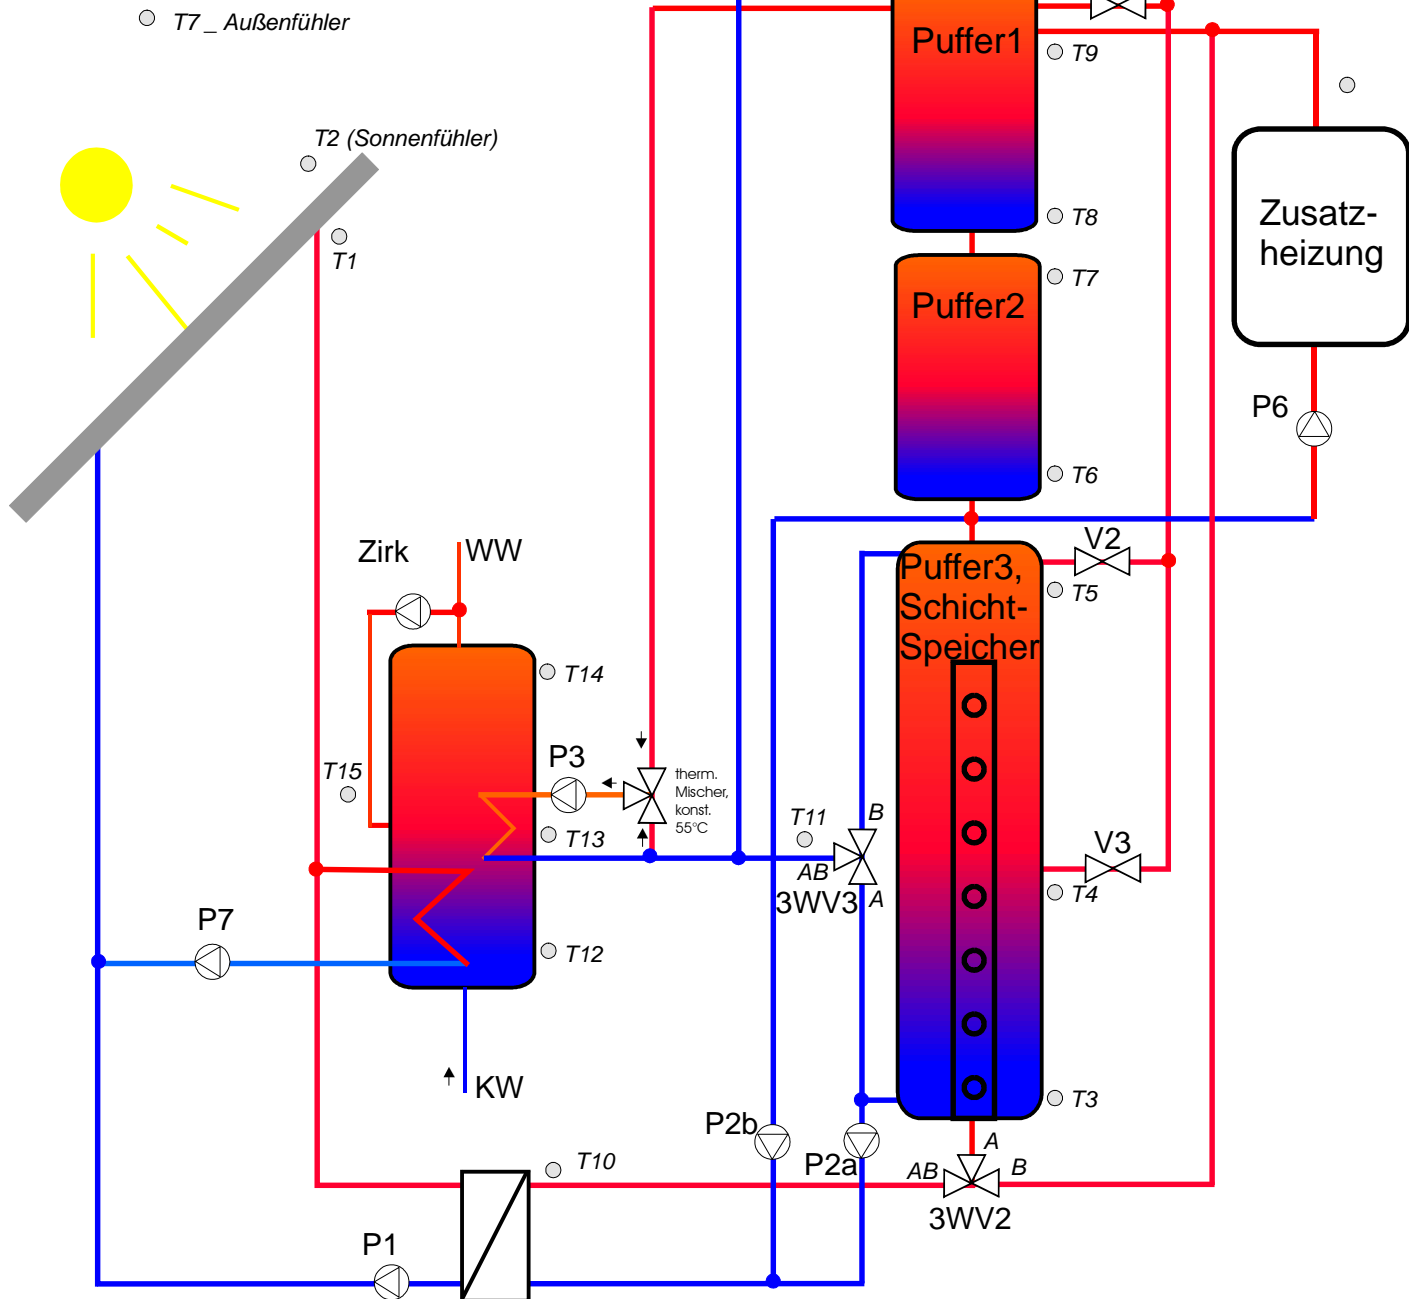 T7 _ Außenfühler
Puffer1
T9
T2 (Sonnenfühler)
T8
Zusatz-
heizung
T1
T7
Puffer2
P6
T6
V2
Zirk
WW
Puffer3,
Schicht-
Speicher
T5
T14
P3
T15
therm.
Mischer,
konst.
55°C
T11
B
T13
AB
V3
3WV3
A
T4
P7
T12
KW
T3
P2b
P2a
A
T10
AB
B
3WV2
P1